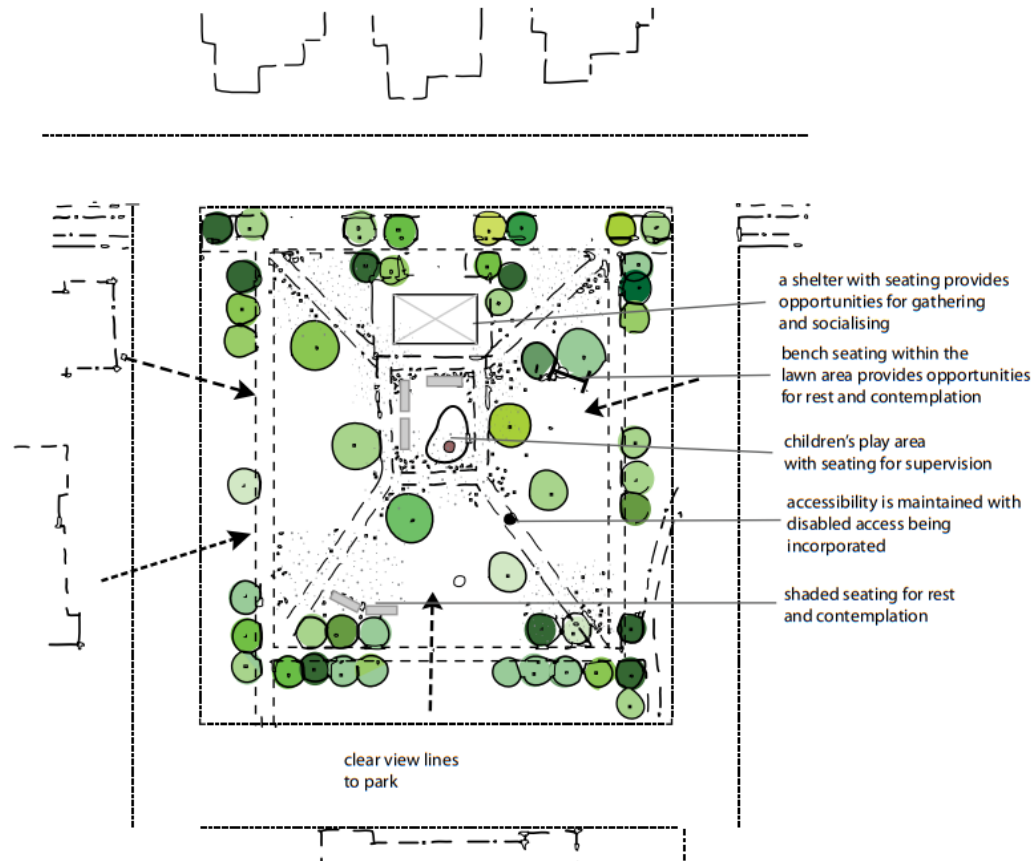 a shelter with seating provides
opportunities for gathering
and socialising
bench seating within the
lawn area provides opportunities
for rest and contemplation
children’s play area
with seating for supervision
accessibility is maintained with
disabled access being
incorporated
shaded seating for rest
and contemplation
clear view lines
to park